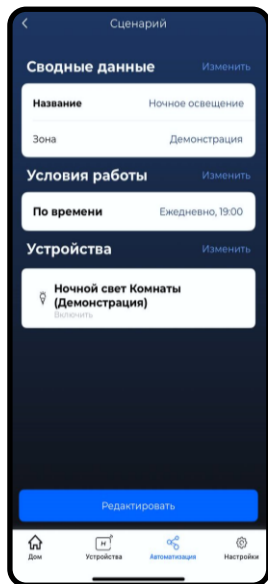 Сценарий
Сводные данные Изменить
Название Ночное освещение
Зона Демонстрация
Условия работы Изменить
По времени Ежедневно, 19:00
Устройства Изменить
Ночной свет Комнаты
(Демонстрация)
Включить
Редактировать
H
Дом Устройства Автоматизация Настройки